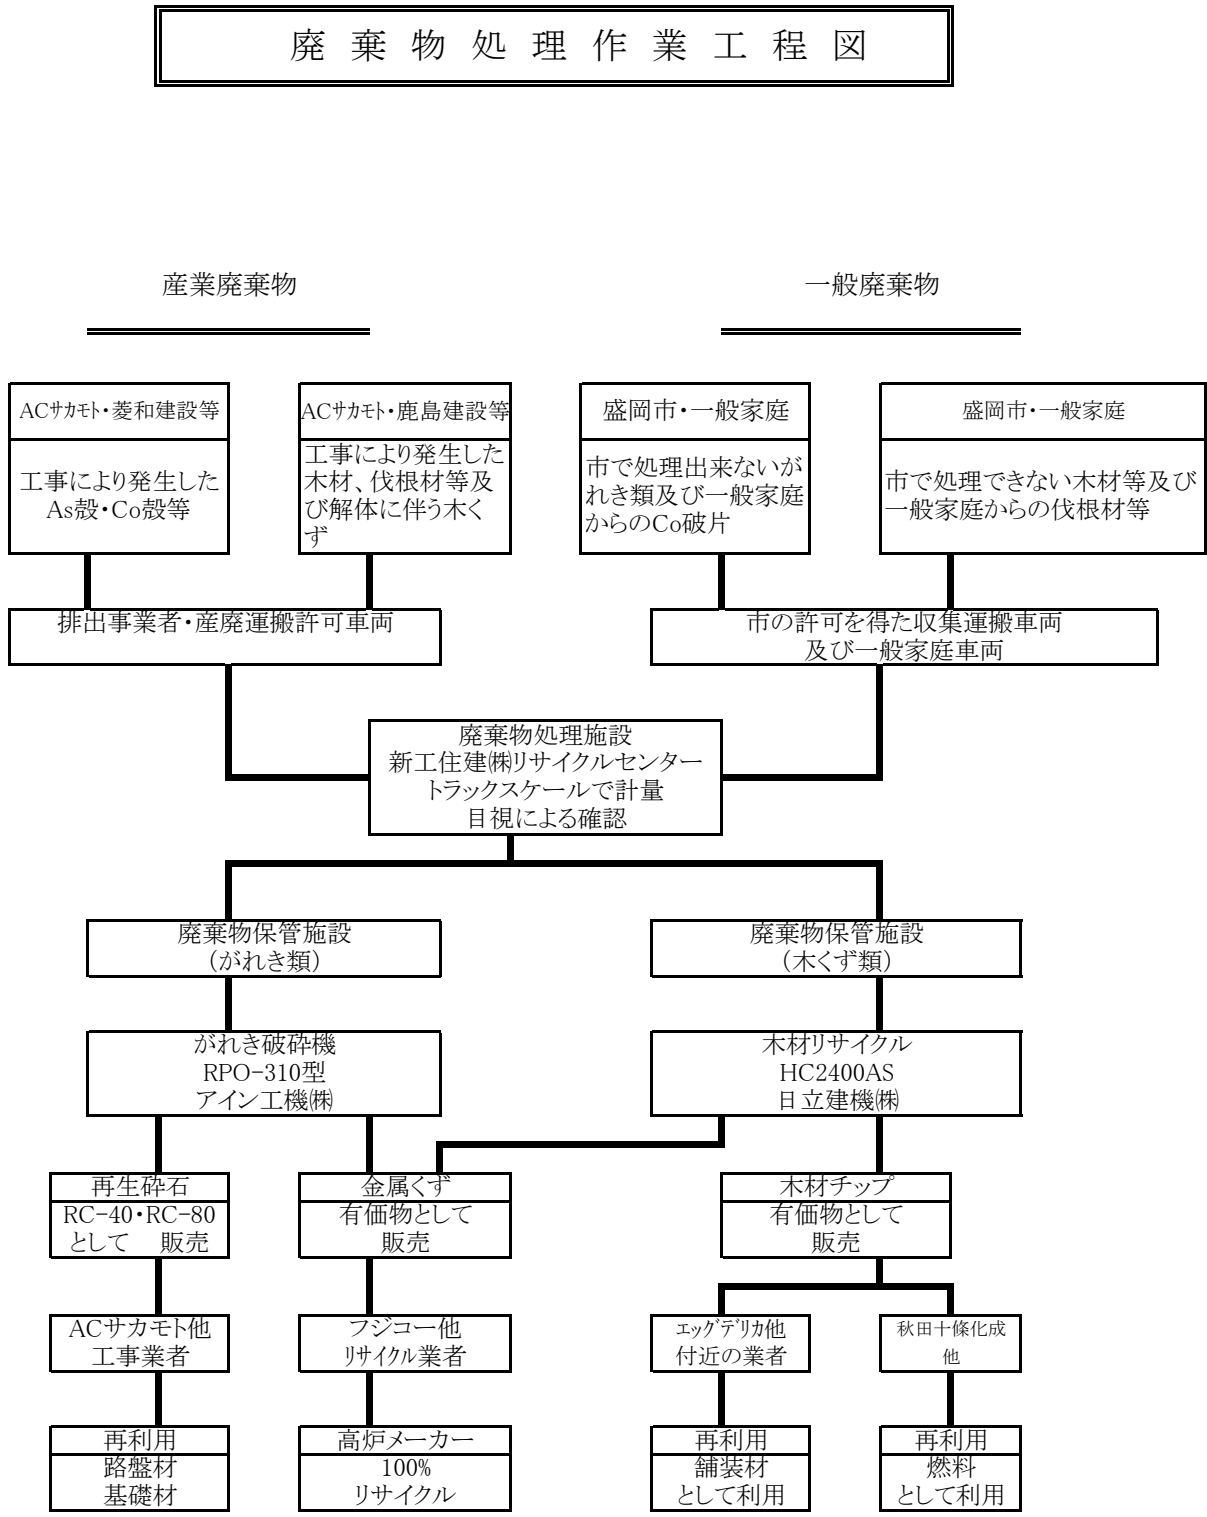 廃棄物処理作業工程図
産業廃棄物
一般廃棄物
ACｻｶﾓﾄ・菱和建設等
工事により発生した
As殻・Co殻等
ACｻｶﾓﾄ・鹿島建設等
工事により発生した
木材、伐根材等及
び解体に伴う木く
ず
盛岡市・一般家庭
市で処理出来ないが
れき類及び一般家庭
からのCo破片
盛岡市・一般家庭
市で処理できない木材等及び
一般家庭からの伐根材等
排出事業者・産廃運搬許可車両
市の許可を得た収集運搬車両
及び一般家庭車両
廃棄物処理施設
新工住建㈱リサイクルセンター
トラックスケールで計量
目視による確認
廃棄物保管施設
（がれき類）
廃棄物保管施設
（木くず類）
がれき破砕機
RPO-310型
アイン工機㈱
木材リサイクル
HC2400AS
日立建機㈱
再生砕石
RC-40・RC-80
として　販売
金属くず
有価物として
販売
木材チップ
有価物として
販売
ACサカモト他
工事業者
フジコー他
ﾘｻｲｸﾙ業者
ｴｯｸﾞﾃﾞﾘｶ他
付近の業者
秋田十條化成
他
再利用
路盤材
基礎材
高炉メーカー
100%
リサイクル
再利用
舗装材
として利用
再利用
燃料
として利用